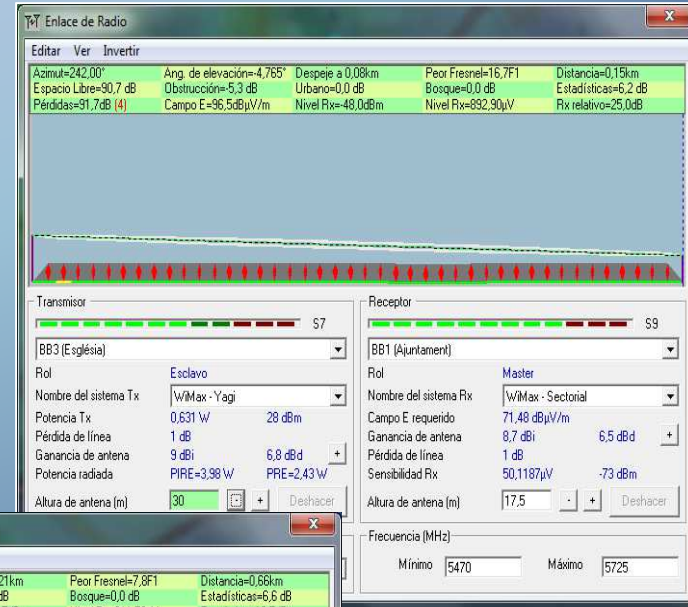 Enlace de Radio
Editar Ver Invertir
Azimut=242,00° Ang. de elevación=-4,765° Despeje a 0,08km Peor Fresnel=16,7F1 Distancia=0,15km
Espacio Libre=90,7 dB Obstrucción=-5,3 dB Urbano=0,0 dB Bosque=0,0 dB Estadísticas=6,2 dB
Pérdidas=91,7dB (4) Campo E=96,5dBµV/m Nivel Rx=-48,0dBm Nivel Rx=892,90µV Rx relativo=25,0dB
Transmisor
S7
BB3 (Església)
Rol Esclavo
Nombre del sistema Tx WiMax - Yagi
Potencia Tx 0,631 W 28 dBm
Pérdida de línea 1 dB
Ganancia de antena 9 dBi 6,8 dBd +
Potencia radiada PIRE=3,98 W PRE=2,43 W
Altura de antena (m) 30 - + Deshacer
Receptor
S9
BB1 (Ajuntament)
Rol Master
Nombre del sistema Rx WiMax - Sectorial
Campo E requerido 71,48 dBµV/m
Ganancia de antena 8,7 dBi 6,5 dBd +
Pérdida de línea 1 dB
Sensibilidad Rx 50,1187µV -73 dBm
Altura de antena (m) 17,5 - + Deshacer
Frecuencia (MHz)
Mínimo 5470 Máximo 5725
21km Peor Fresnel=7,8F1 Distancia=0,66km
dB Bosque=0,0 dB Estadísticas=6,6 dB